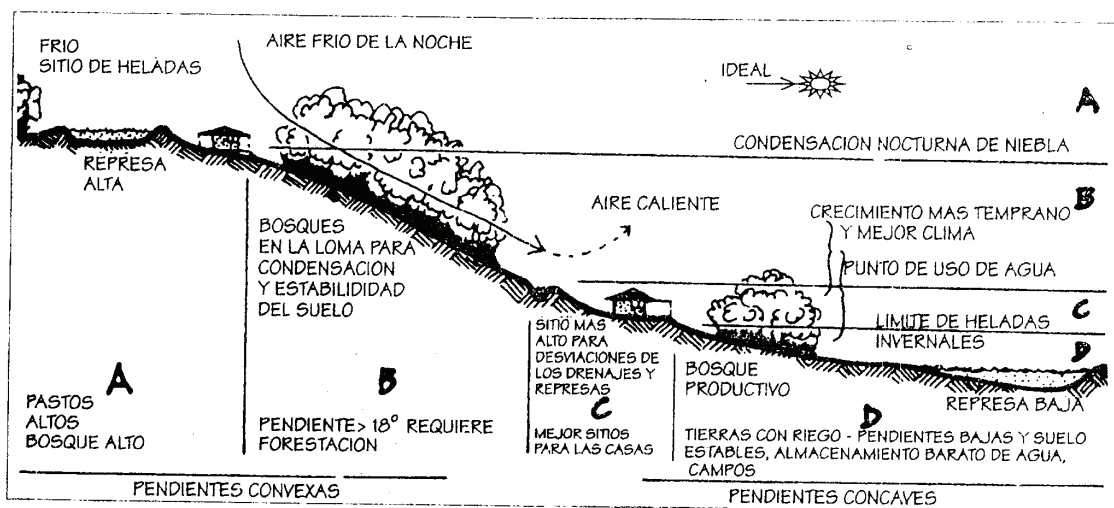 FRIO
SITIO DE HELADAS
AIRE FRIO DE LA NOCHE
IDEAL
A
CONDENSACION NOCTURNA DE NIEBLA
REPRESA
ALTA
AIRE CALIENTE
B
CRECIMIENTO MAS TEMPRANO
Y MEJOR CLIMA
BOSQUES
EN LA LOMA PARA
CONDENSACION
Y ESTABILIDIDAD
DEL SUELO
PUNTO DE USO DE AGUA
C
LIMITE DE HELADAS
INVERNALES
D
SITIO MAS
ALTO PARA
DESVIACIONES DE
LOS DRENAJES Y
REPRESAS
BOSQUE
PRODUCTIVO
REPRESA BAJA
A
B
C
D
PASTOS
ALTOS
BOSQUE ALTO
PENDIENTE> 18° REQUIERE
FORESTACION
MEJOR SITIOS
PARA LAS CASAS
TIERRAS CON RIEGO - PENDIENTES BAJAS Y SUELO
ESTABLES, ALMACENAMIENTO BARATO DE AGUA,
CAMPOS
PENDIENTES CONVEXAS
PENDIENTES CONCAVES